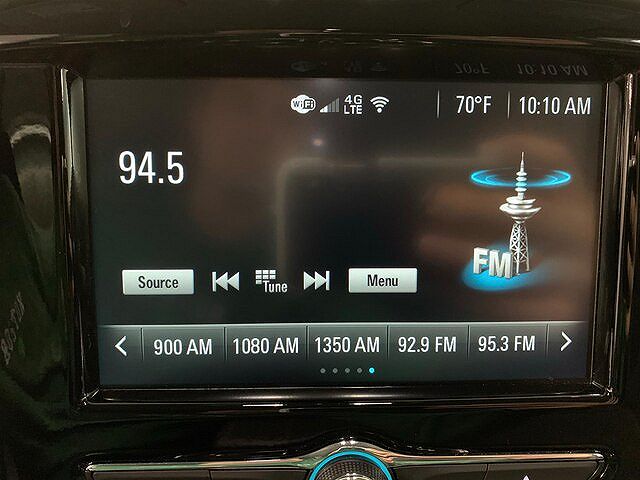 WiFi 4G LTE 70°F 10:10 AM
94.5
FM
Source Tune Menu
900 AM 1080 AM 1350 AM 92.9 FM 95.3 FM